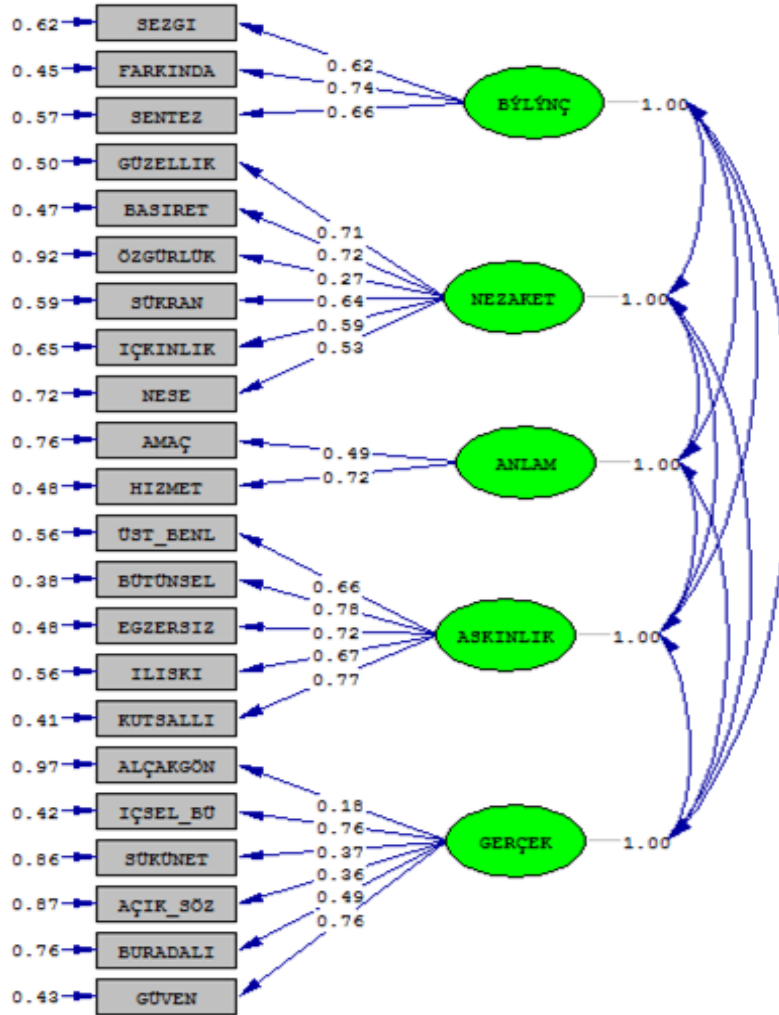 0.62 SEZGI
0.45 FARKINDA
0.57 SENTEZ
0.50 GÜZELLIK
0.47 BASIRET
0.92 ÖZGÜRLÜK
0.59 SÜKRAN
0.65 IÇKINLIK
0.72 NESE
0.76 AMAÇ
0.48 HIZMET
0.56 ÜST_BENL
0.38 BÜTÜNSEL
0.48 EGZERSIZ
0.56 ILISKI
0.41 KUTSALLI
0.97 ALÇAKGÖN
0.42 IÇSEL_BÜ
0.86 SÜKÜNET
0.87 AÇIK_SÖZ
0.76 BURADALI
0.43 GÜVEN
0.62
0.74
0.66
0.71
0.72
0.27
0.64
0.59
0.53
0.49
0.72
0.66
0.78
0.72
0.67
0.77
0.18
0.76
0.37
0.36
0.49
0.76
BÝLÝNÇ 1.00
NEZAKET 1.00
ANLAM 1.00
ASKINLIK 1.00
GERÇEK 1.00